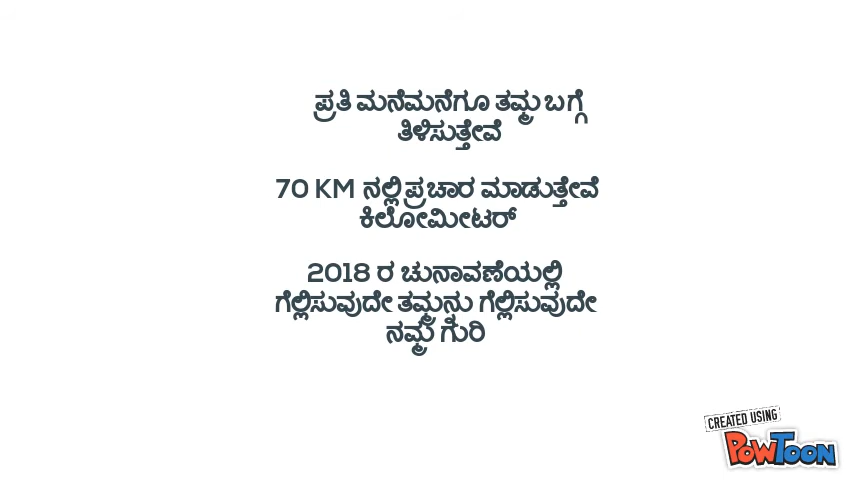 ಪ್ರತಿ ಮನೆಮನೆಗೂ ತಮ್ಮ ಬಗ್ಗೆ
ತಿಳಿಸುತ್ತೇವೆ
70 KM ನಲ್ಲಿ ಪ್ರಚಾರ ಮಾಡುತ್ತೇವೆ
ಕಿಲೋಮೀಟರ್
2018 ರ ಚುನಾವಣೆಯಲ್ಲಿ
ಗೆಲ್ಲಿಸುವುದೇ ತಮ್ಮನ್ನು ಗೆಲ್ಲಿಸುವುದೇ
ನಮ್ಮ ಗುರಿ
CREATED USING
POWTOON